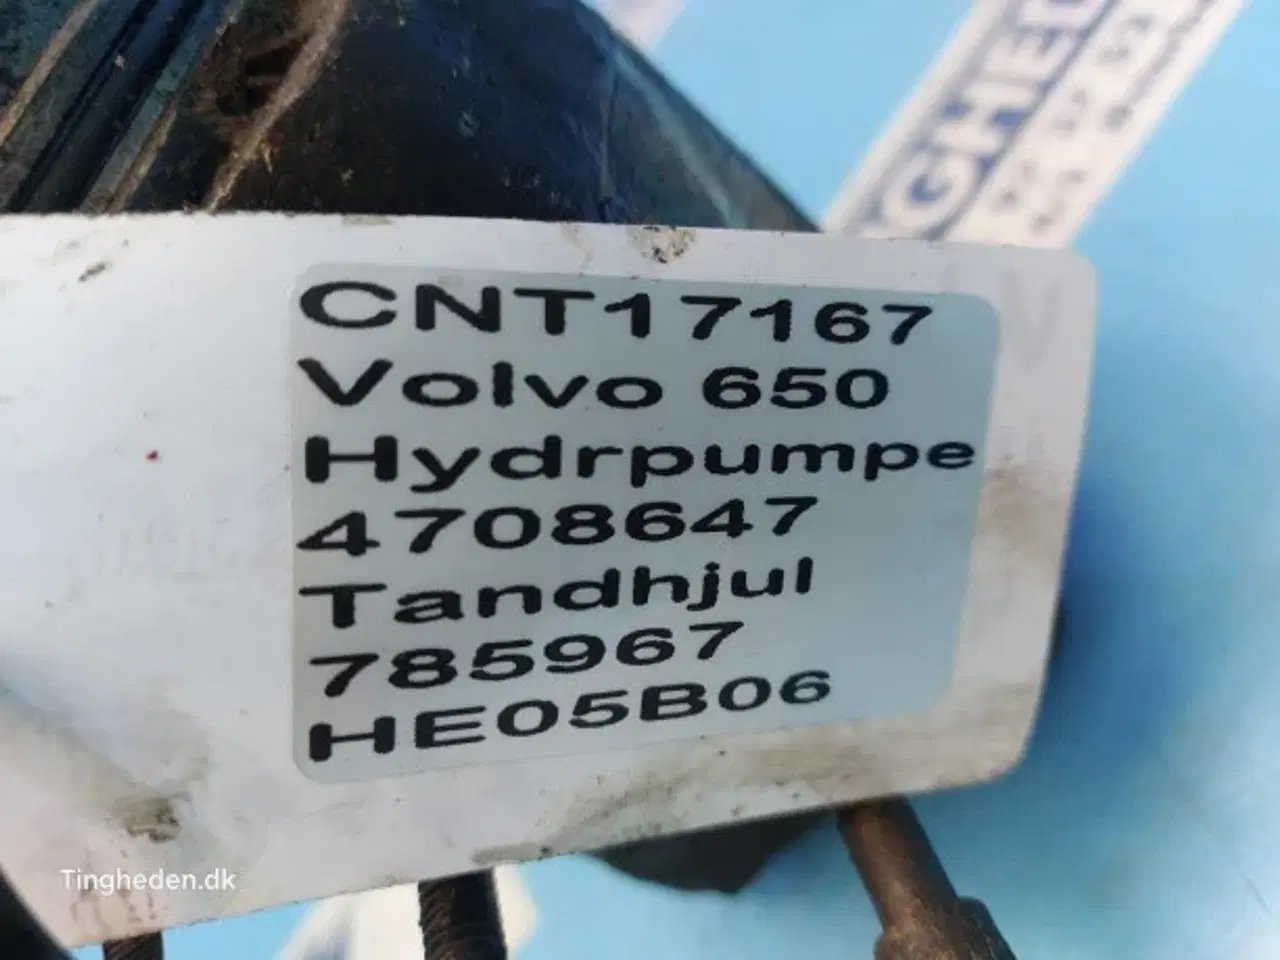 CNT17167
Volvo 650
Hydrpumpe
4708647
Tandhjul
785967
HE05B06
Tingheden.dk